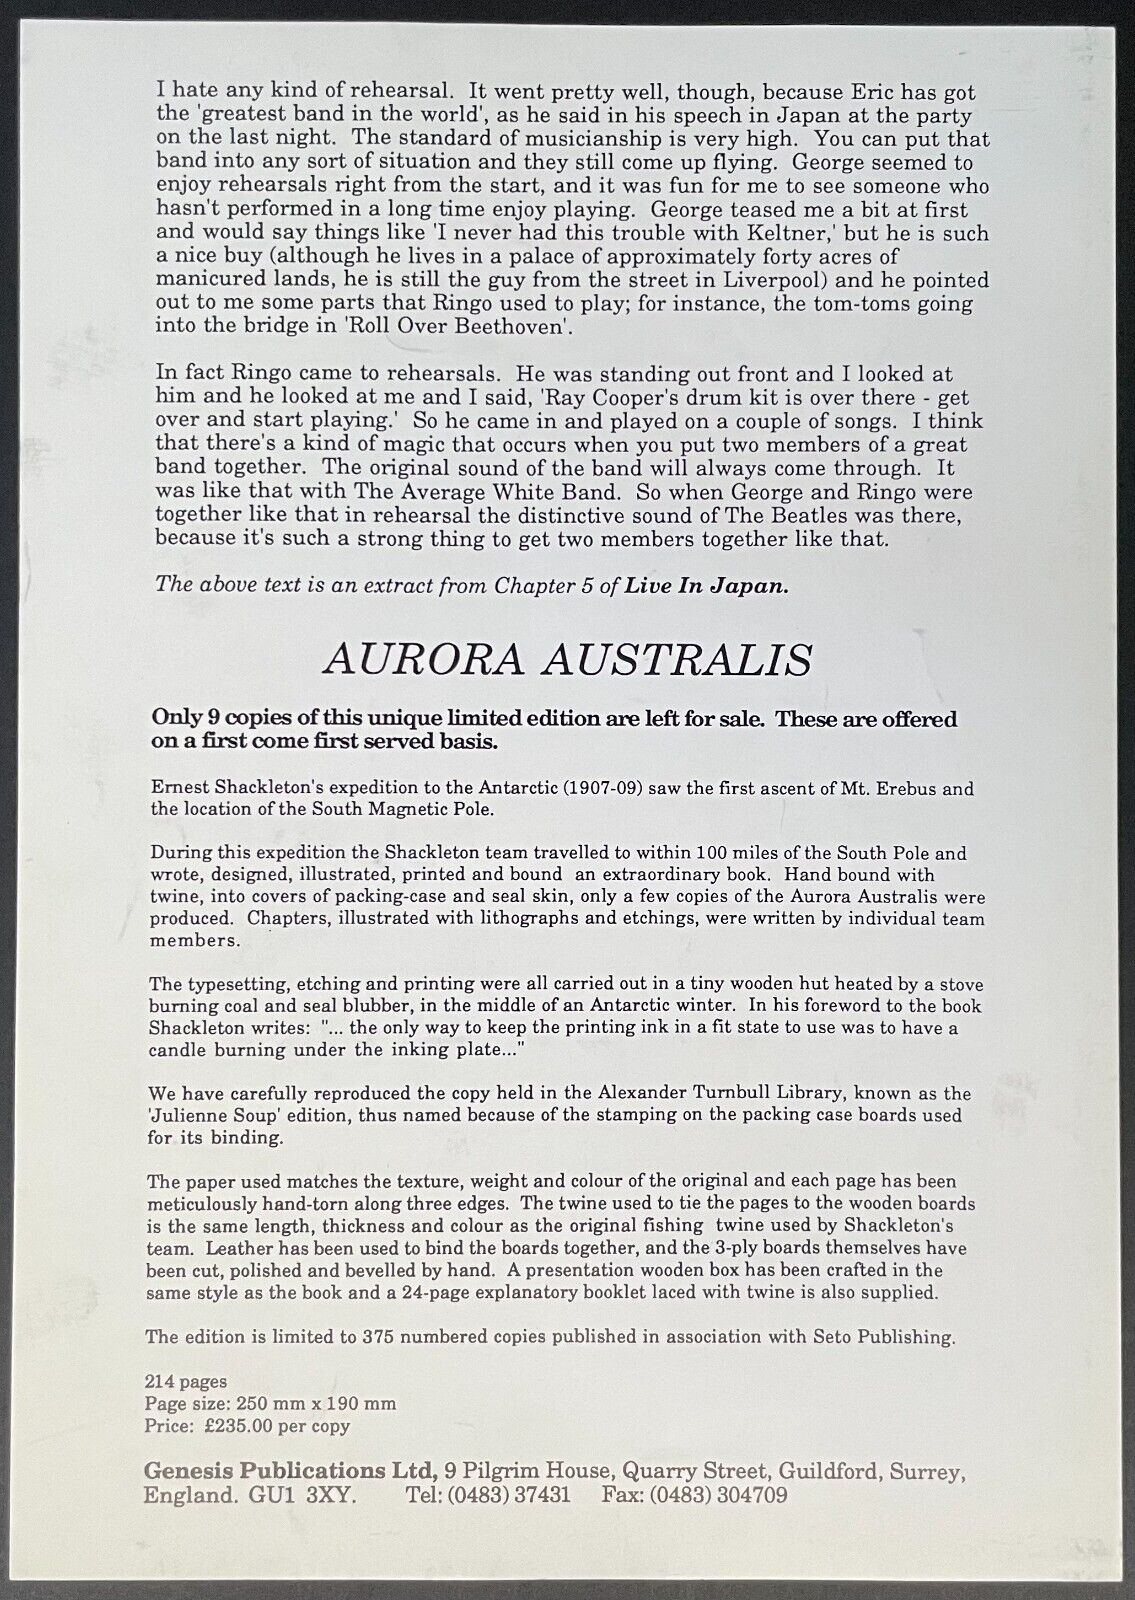 I hate any kind of rehearsal.  It went pretty well, though, because Eric has got
the 'greatest band in the world', as he said in his speech in Japan at the party
on the last night.  The standard of musicianship is very high.  You can put that
band into any sort of situation and they still come up flying.  George seemed to
enjoy rehearsals right from the start, and it was fun for me to see someone who
hasn't performed in a long time enjoy playing.  George teased me a bit at first
and would say things like 'I never had this trouble with Keltner,' but he is such
a nice buy (although he lives in a palace of approximately forty acres of
manicured lands, he is still the guy from the street in Liverpool) and he pointed
out to me some parts that Ringo used to play; for instance, the tom-toms going
into the bridge in 'Roll Over Beethoven'.
In fact Ringo came to rehearsals.  He was standing out front and I looked at
him and he looked at me and I said, 'Ray Cooper's drum kit is over there - get
over and start playing.'  So he came in and played on a couple of songs.  I think
that there's a kind of magic that occurs when you put two members of a great
band together.  The original sound of the band will always come through.  It
was like that with The Average White Band.  So when George and Ringo were
together like that in rehearsal the distinctive sound of The Beatles was there,
because it's such a strong thing to get two members together like that.
The above text is an extract from Chapter 5 of Live In Japan.
AURORA AUSTRALIS
Only 9 copies of this unique limited edition are left for sale.  These are offered
on a first come first served basis.
Ernest Shackleton's expedition to the Antarctic (1907-09) saw the first ascent of Mt. Erebus and
the location of the South Magnetic Pole.
During this expedition the Shackleton team travelled to within 100 miles of the South Pole and
wrote, designed, illustrated, printed and bound  an extraordinary book.  Hand bound with
twine, into covers of packing-case and seal skin, only a few copies of the Aurora Australis were
produced.  Chapters, illustrated with lithographs and etchings, were written by individual team
members.
The typesetting, etching and printing were all carried out in a tiny wooden hut heated by a stove
burning coal and seal blubber, in the middle of an Antarctic winter.  In his foreword to the book
Shackleton writes:  "... the only way to keep the printing ink in a fit state to use was to have a
candle burning under the inking plate..."
We have carefully reproduced the copy held in the Alexander Turnbull Library, known as the
'Julienne Soup' edition, thus named because of the stamping on the packing case boards used
for its binding.
The paper used matches the texture, weight and colour of the original and each page has been
meticulously hand-torn along three edges.  The twine used to tie the pages to the wooden boards
is the same length, thickness and colour as the original fishing  twine used by Shackleton's
team.  Leather has been used to bind the boards together, and the 3-ply boards themselves have
been cut, polished and bevelled by hand.  A presentation wooden box has been crafted in the
same style as the book and a 24-page explanatory booklet laced with twine is also supplied.
The edition is limited to 375 numbered copies published in association with Seto Publishing.
214 pages
Page size: 250 mm x 190 mm
Price:  £235.00 per copy
Genesis Publications Ltd, 9 Pilgrim House, Quarry Street, Guildford, Surrey,
England.  GU1  3XY.      Tel: (0483) 37431    Fax: (0483) 304709